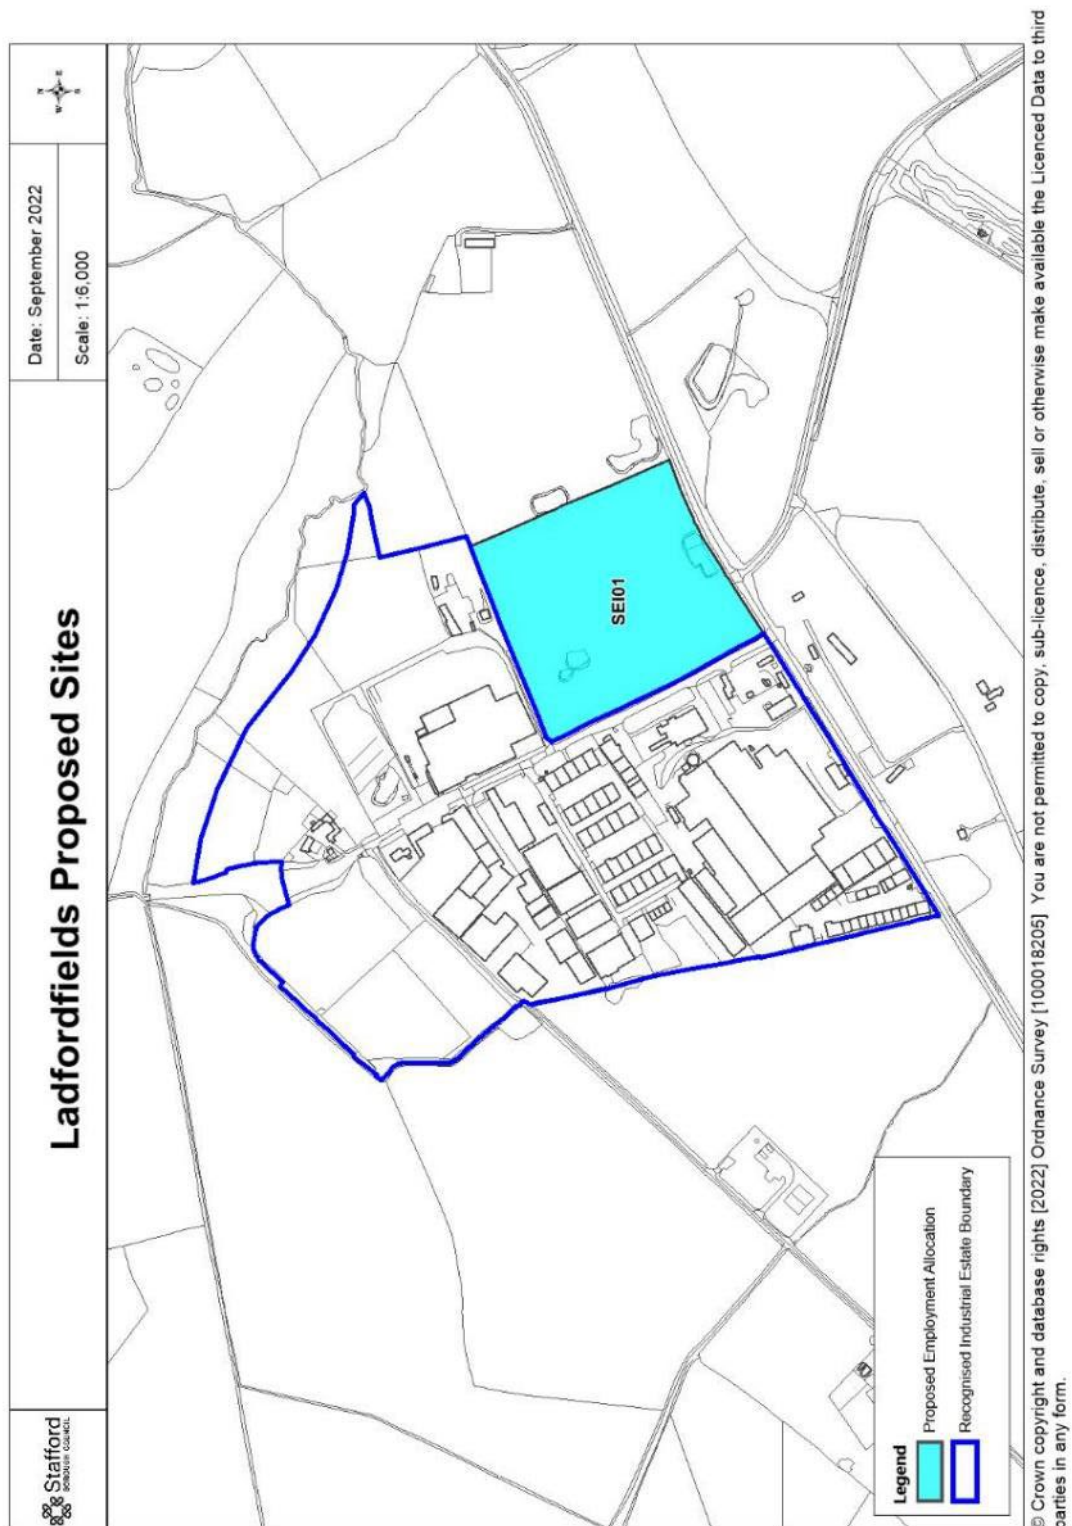 Stafford
BOROUGH COUNCIL
Ladfordfields Proposed Sites
Date: September 2022
Scale: 1:6,000
N
W E
S
SEI01
Legend
Proposed Employment Allocation
Recognised Industrial Estate Boundary
© Crown copyright and database rights [2022] Ordnance Survey [100018205] You are not permitted to copy, sub-licence, distribute, sell or otherwise make available the Licenced Data to third
parties in any form.